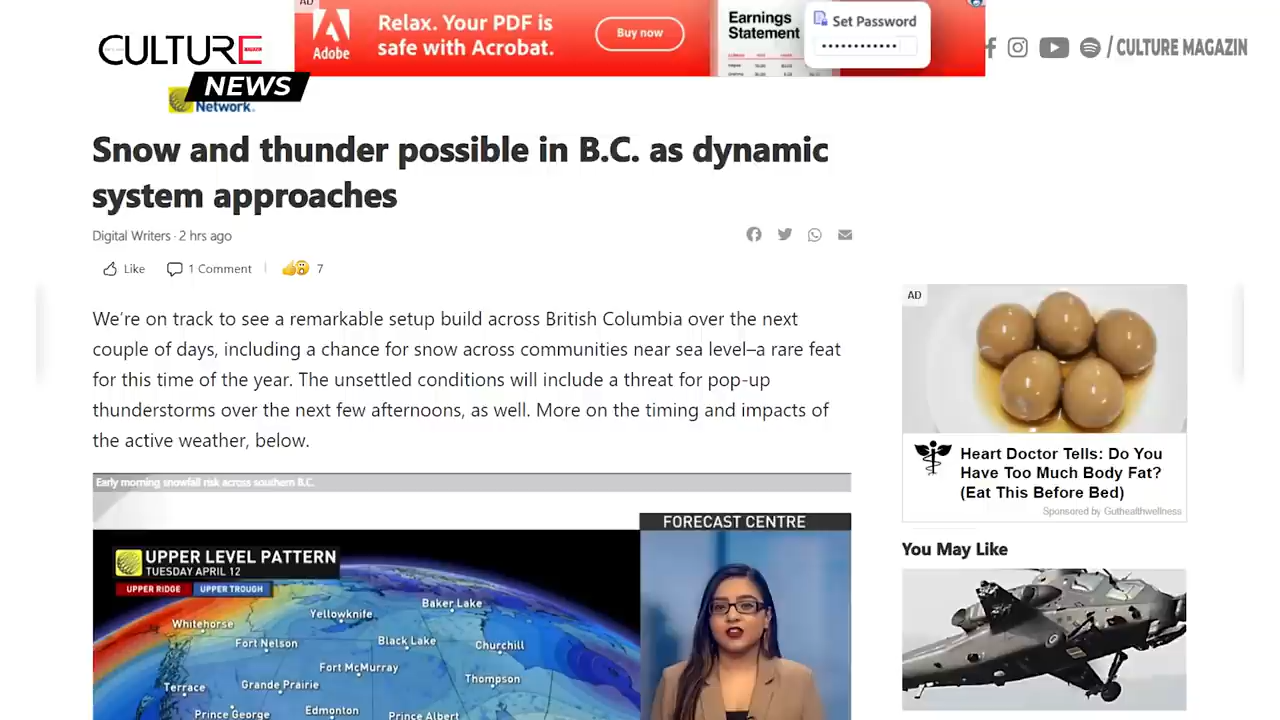 AD
Adobe
Relax. Your PDF is
safe with Acrobat.
Buy now
Earnings
Statement
Set Password
CULTURE
NEWS
/ CULTURE MAGAZIN
Network.
Snow and thunder possible in B.C. as dynamic
system approaches
Digital Writers · 2 hrs ago
Like
1 Comment
7
We're on track to see a remarkable setup build across British Columbia over the next
couple of days, including a chance for snow across communities near sea level–a rare feat
for this time of the year. The unsettled conditions will include a threat for pop-up
thunderstorms over the next few afternoons, as well. More on the timing and impacts of
the active weather, below.
Early morning snowfall risk across southern B.C.
FORECAST CENTRE
UPPER LEVEL PATTERN
TUESDAY APRIL 12
UPPER RIDGE
UPPER TROUGH
Baker Lake
Yellowknife
Whitehorse
Fort Nelson
Black Lake
Churchill
Fort McMurray
Thompson
Terrace
Grande Prairie
Prince George
Edmonton
Prince Albert
AD
Heart Doctor Tells: Do You
Have Too Much Body Fat?
(Eat This Before Bed)
Sponsored by Guthealthwellness
You May Like